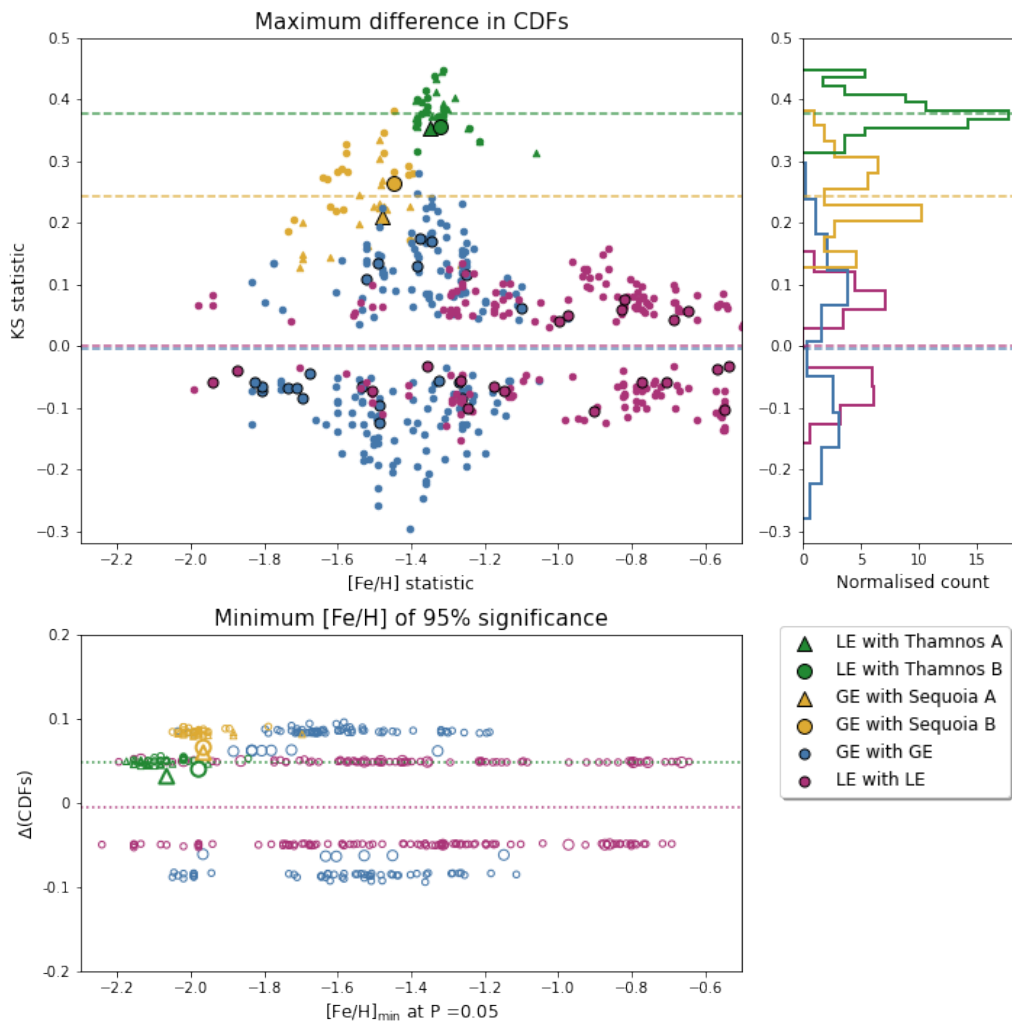 Maximum difference in CDFs
0.5
0.4
0.3
0.2
0.1
0.0
−0.1
−0.2
−0.3
KS statistic
−2.2 −2.0 −1.8 −1.6 −1.4 −1.2 −1.0 −0.8 −0.6
[Fe/H] statistic
0.5
0.4
0.3
0.2
0.1
0.0
−0.1
−0.2
−0.3
0 5 10 15
Normalised count
Minimum [Fe/H] of 95% significance
0.2
0.1
0
-0.1
-0.2
Δ(CDFs)
−2.2 −2.0 −1.8 −1.6 −1.4 −1.2 −1.0 −0.8 −0.6
[Fe/H]min at P =0.05
LE with Thamnos A
LE with Thamnos B
GE with Sequoia A
GE with Sequoia B
GE with GE
LE with LE